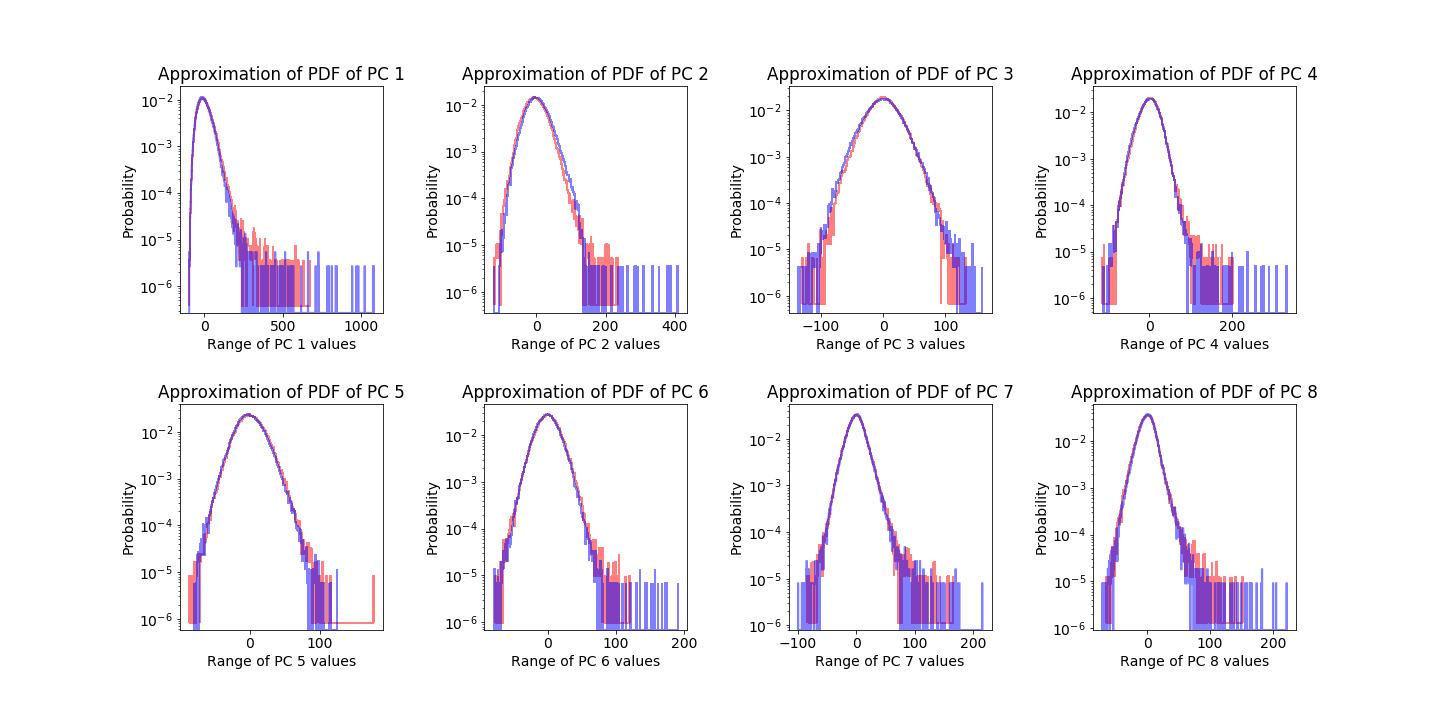 Approximation of PDF of PC 1
Probability
10⁻²
10⁻³
10⁻⁴
10⁻⁵
10⁻⁶
0 500 1000
Range of PC 1 values
Approximation of PDF of PC 2
Probability
10⁻²
10⁻³
10⁻⁴
10⁻⁵
10⁻⁶
0 200 400
Range of PC 2 values
Approximation of PDF of PC 3
Probability
10⁻²
10⁻³
10⁻⁴
10⁻⁵
10⁻⁶
−100 0 100
Range of PC 3 values
Approximation of PDF of PC 4
Probability
10⁻²
10⁻³
10⁻⁴
10⁻⁵
10⁻⁶
0 200
Range of PC 4 values
Approximation of PDF of PC 5
Probability
10⁻²
10⁻³
10⁻⁴
10⁻⁵
10⁻⁶
0 100
Range of PC 5 values
Approximation of PDF of PC 6
Probability
10⁻²
10⁻³
10⁻⁴
10⁻⁵
10⁻⁶
0 100 200
Range of PC 6 values
Approximation of PDF of PC 7
Probability
10⁻²
10⁻³
10⁻⁴
10⁻⁵
10⁻⁶
−100 0 100 200
Range of PC 7 values
Approximation of PDF of PC 8
Probability
10⁻²
10⁻³
10⁻⁴
10⁻⁵
10⁻⁶
0 100 200
Range of PC 8 values